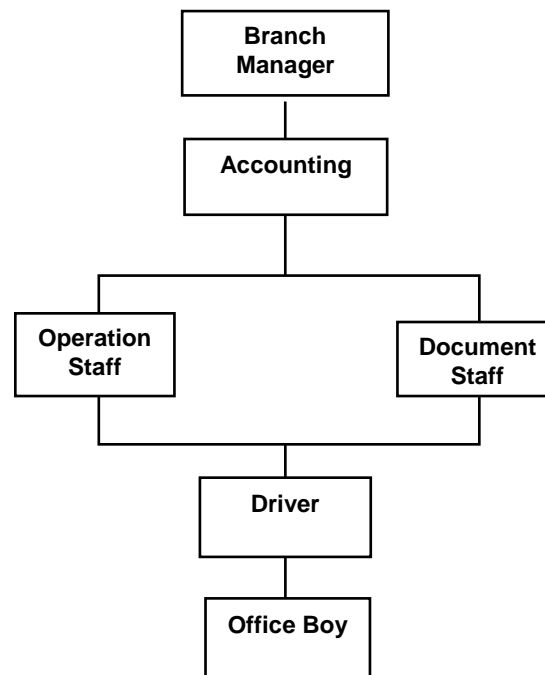 Branch
Manager
Accounting
Operation
Staff
Document
Staff
Driver
Office Boy